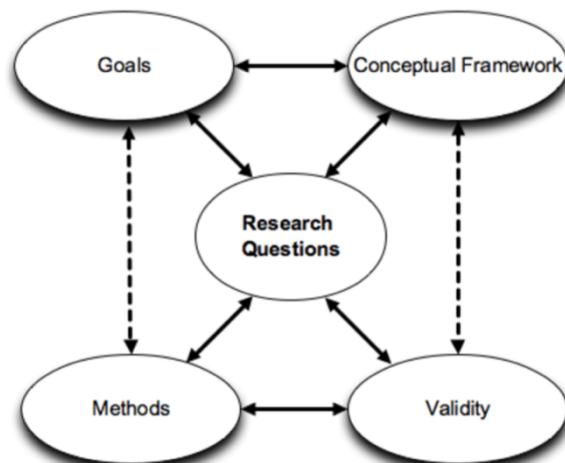 Goals
Conceptual Framework
Research
Questions
Methods
Validity